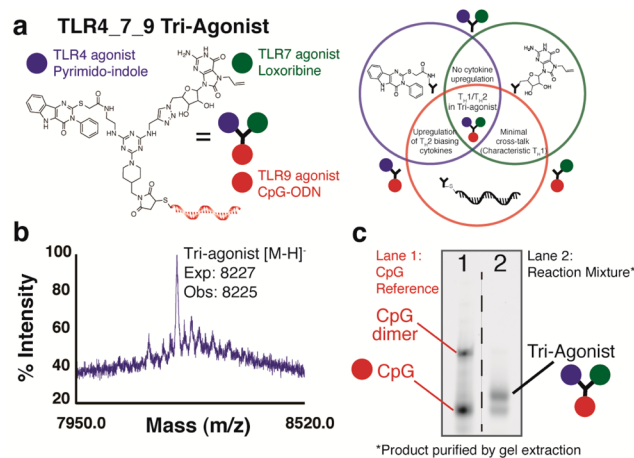 a TLR4_7_9 Tri-Agonist
TLR4 agonist
Pyrimido-indole
TLR7 agonist
Loxoribine
TLR9 agonist
CpG-ODN
No cytokine
upregulation
TH1/TH2
in Tri-agonist
Upregulation
of TH2 biasing
cytokines
Minimal
cross-talk
(Characteristic TH1)
b
Tri-agonist [M-H]-
Exp: 8227
Obs: 8225
% Intensity
100
80
60
40
20
7950.0
Mass (m/z)
8520.0
c
Lane 1:
CpG
Reference
1
2
Lane 2:
Reaction Mixture*
CpG
dimer
CpG
Tri-Agonist
*Product purified by gel extraction